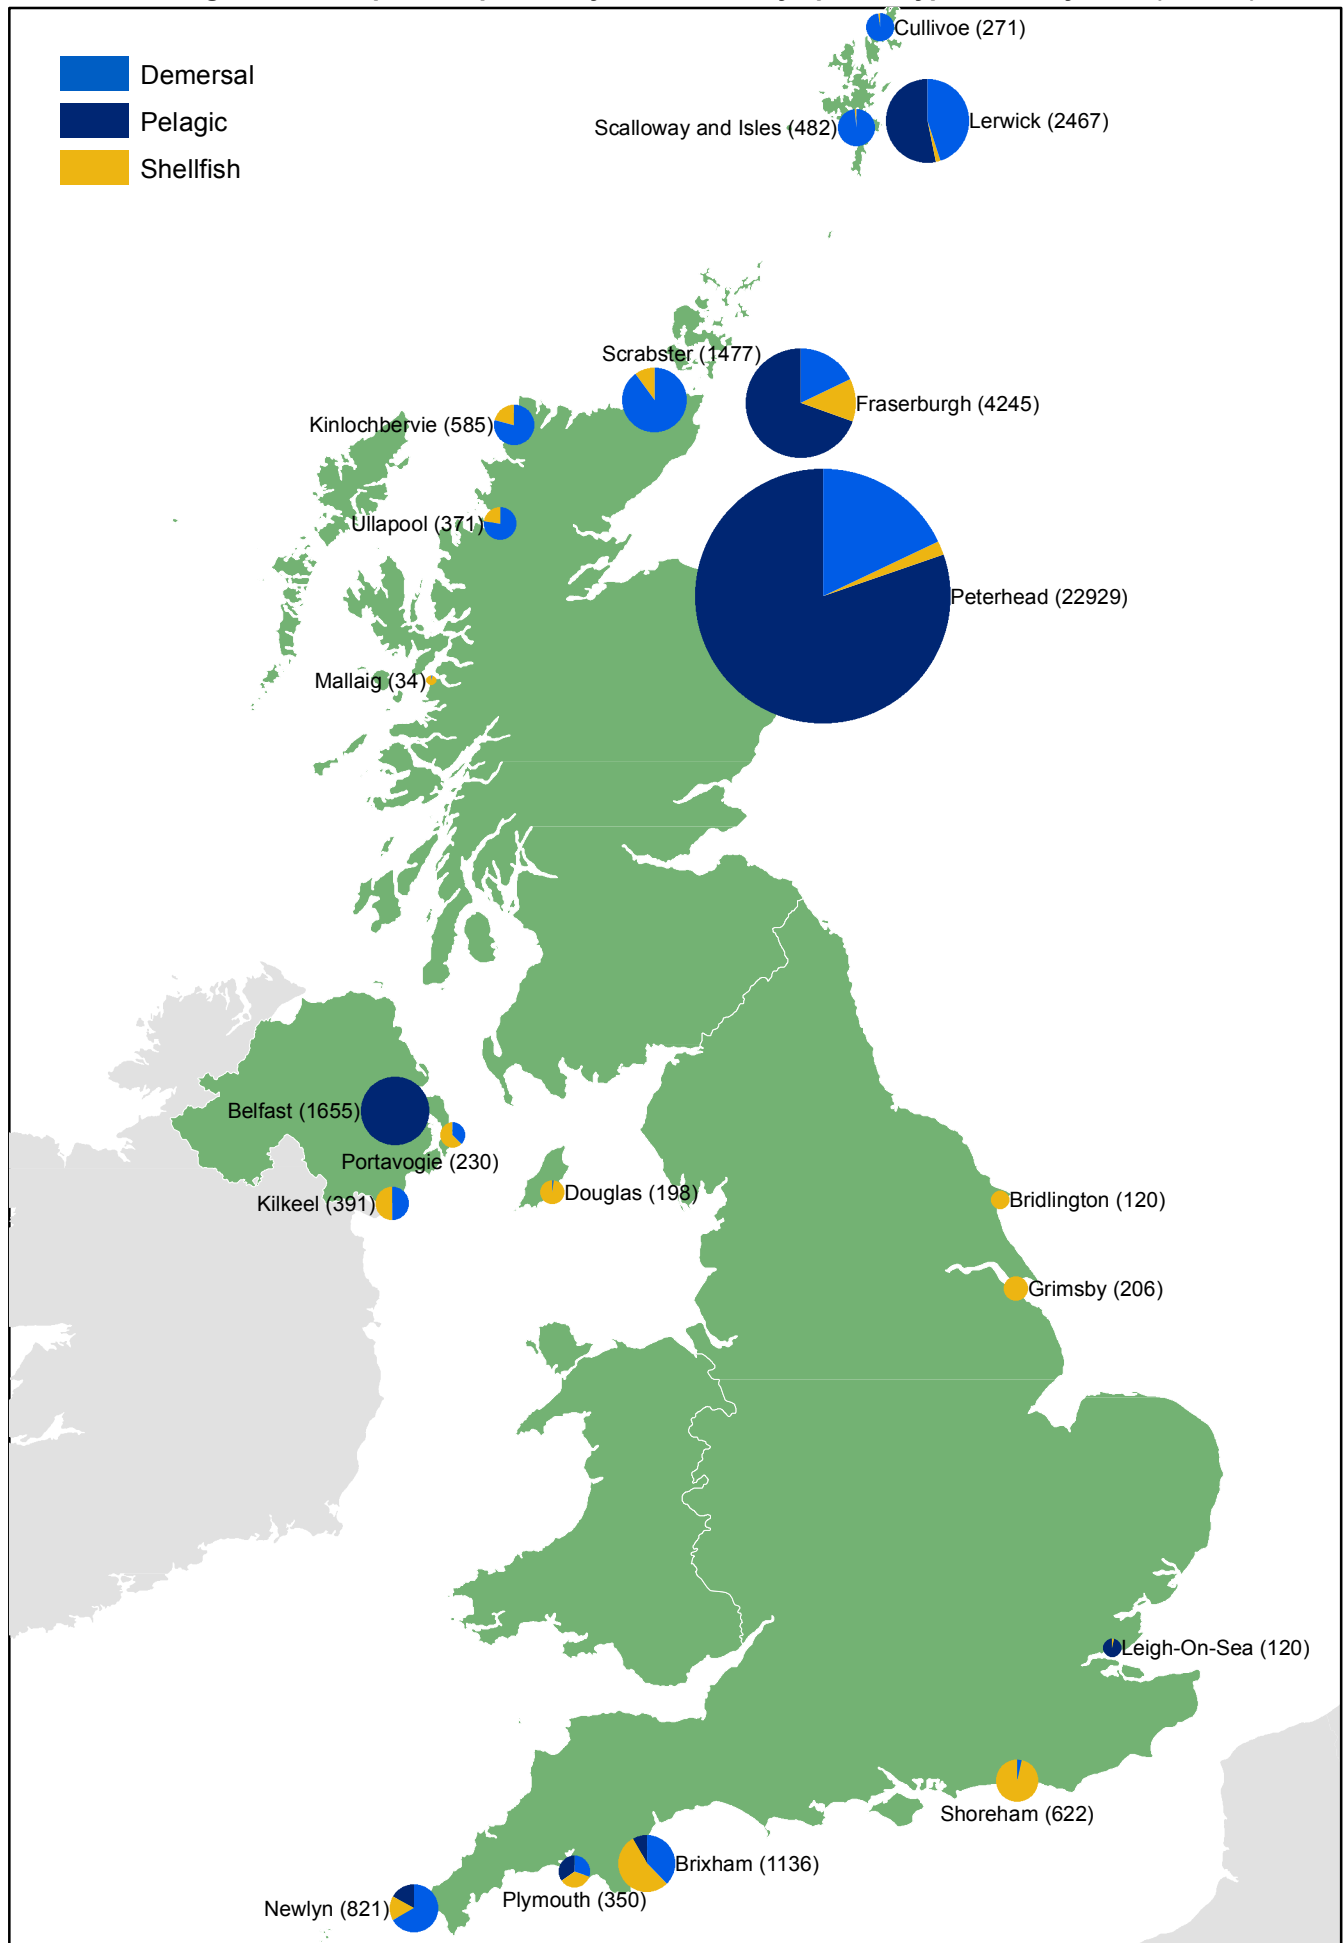 Cullivoe (271)
Demersal
Pelagic
Shellfish
Scalloway and Isles (482)
Lerwick (2467)
Scrabster (1477)
Fraserburgh (4245)
Kinlochbervie (585)
Ullapool (371)
Peterhead (22929)
Mallaig (34)
Belfast (1655)
Portavogie (230)
Kilkeel (391)
Douglas (198)
Bridlington (120)
Grimsby (206)
Leigh-On-Sea (120)
Shoreham (622)
Brixham (1136)
Plymouth (350)
Newlyn (821)